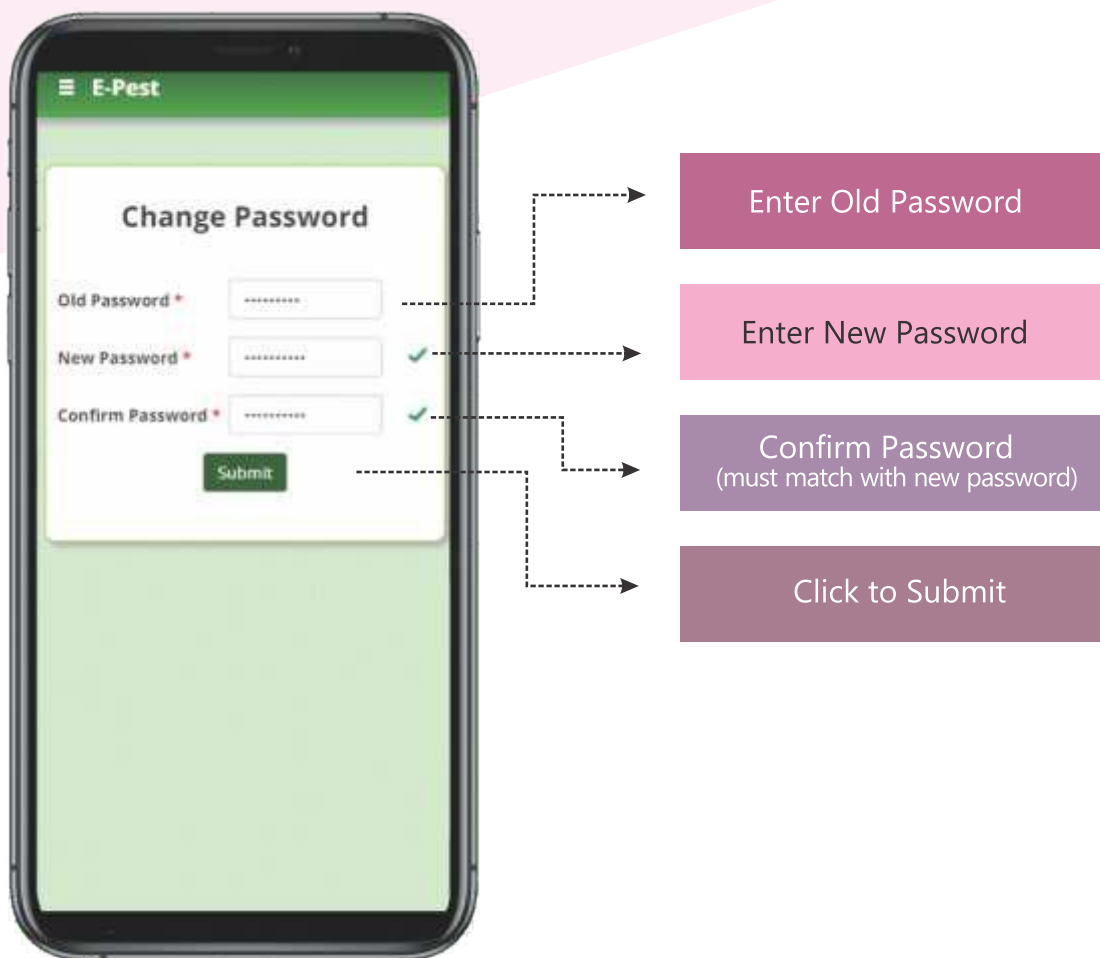 E-Pest
Change Password
Old Password * ---------
New Password * ----------
Confirm Password * ----------
Submit
Enter Old Password
Enter New Password
Confirm Password
(must match with new password)
Click to Submit